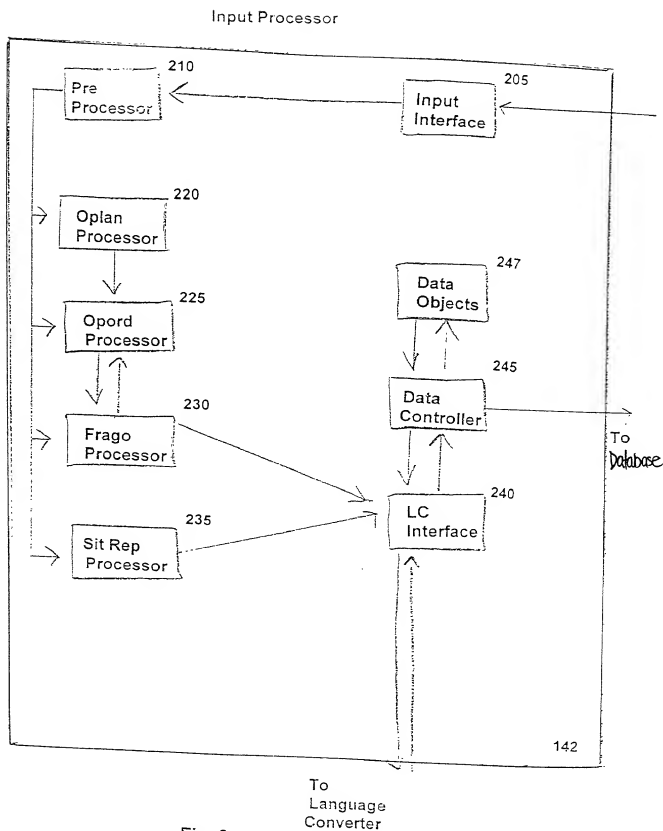 Input Processor
210
Pre
Processor
205
Input
Interface
220
Oplan
Processor
225
Opord
Processor
247
Data
Objects
245
Data
Controller
To
Database
230
Frago
Processor
240
LC
Interface
235
Sit Rep
Processor
142
To
Language
Converter